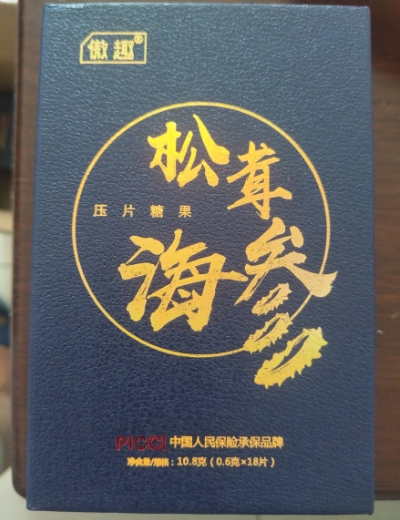 傲趣®
松茸
压片糖果
海参
PICCI 中国人民保险承保品牌
净含量/规格：10.8克（0.6克×18片）